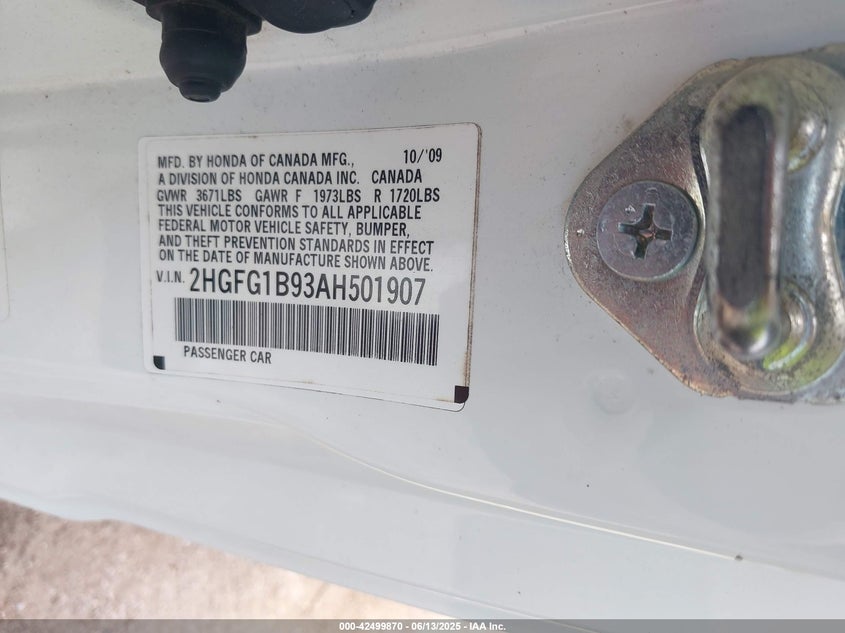 MFD. BY HONDA OF CANADA MFG., 10/'09
A DIVISION OF HONDA CANADA INC. CANADA
GVWR 3671LBS GAWR F 1973LBS R 1720LBS
THIS VEHICLE CONFORMS TO ALL APPLICABLE
FEDERAL MOTOR VEHICLE SAFETY, BUMPER,
AND THEFT PREVENTION STANDARDS IN EFFECT
ON THE DATE OF MANUFACTURE SHOWN ABOVE.
V.I.N. 2HGFG1B93AH501907
PASSENGER CAR
4
000-42499870 - 06/13/2025 - IAA Inc.